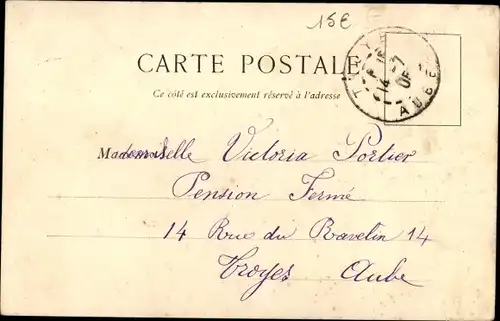 15€
CARTE POSTALE
Ce côté est exclusivement réservé à l'adresse
AUBE
Mademoiselle Victoria Portier
Pension Fermé
14 Rue du Ravelin 14
Troyes Aube